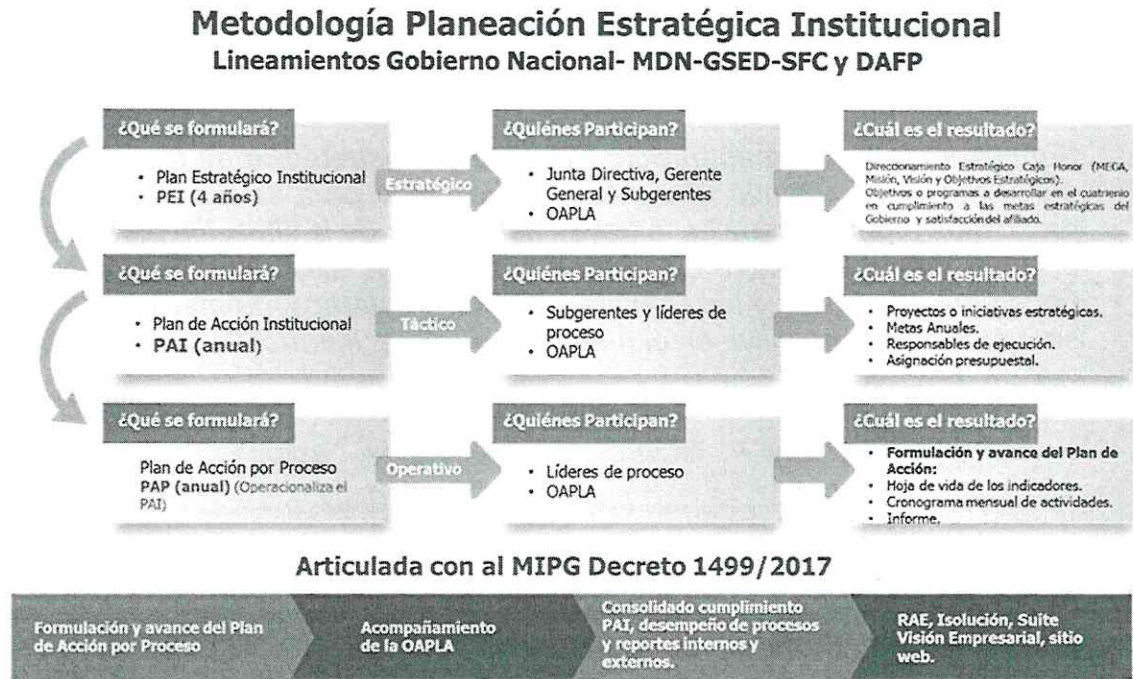 Metodología Planeación Estratégica Institucional
Lineamientos Gobierno Nacional- MDN-GSED-SFC y DAFP
¿Qué se formulará?
• Plan Estratégico Institucional
• PEI (4 años)
Estratégico
¿Quiénes Participan?
• Junta Directiva, Gerente
General y Subgerentes
• OAPLA
¿Cuál es el resultado?
Direccionamiento Estratégico Caja Honor (MEGA,
Misión, Visión y Objetivos Estratégicos).
Objetivos o programas a desarrollar en el cuatrienio
en cumplimiento a las metas estratégicas del
Gobierno y satisfacción del afiliado.
¿Qué se formulará?
• Plan de Acción Institucional
• PAI (anual)
Táctico
¿Quiénes Participan?
• Subgerentes y líderes de
proceso
• OAPLA
¿Cuál es el resultado?
• Proyectos o iniciativas estratégicas.
• Metas Anuales.
• Responsables de ejecución.
• Asignación presupuestal.
¿Qué se formulará?
Plan de Acción por Proceso
PAP (anual) (Operacionaliza el
PAI)
Operativo
¿Quiénes Participan?
• Líderes de proceso
• OAPLA
¿Cuál es el resultado?
• Formulación y avance del Plan de
Acción:
• Hoja de vida de los indicadores.
• Cronograma mensual de actividades.
• Informe.
Articulada con al MIPG Decreto 1499/2017
Formulación y avance del Plan
de Acción por Proceso
Acompañamiento
de la OAPLA
Consolidado cumplimiento
PAI, desempeño de procesos
y reportes internos y
externos.
RAE, Isolución, Suite
Visión Empresarial, sitio
web.